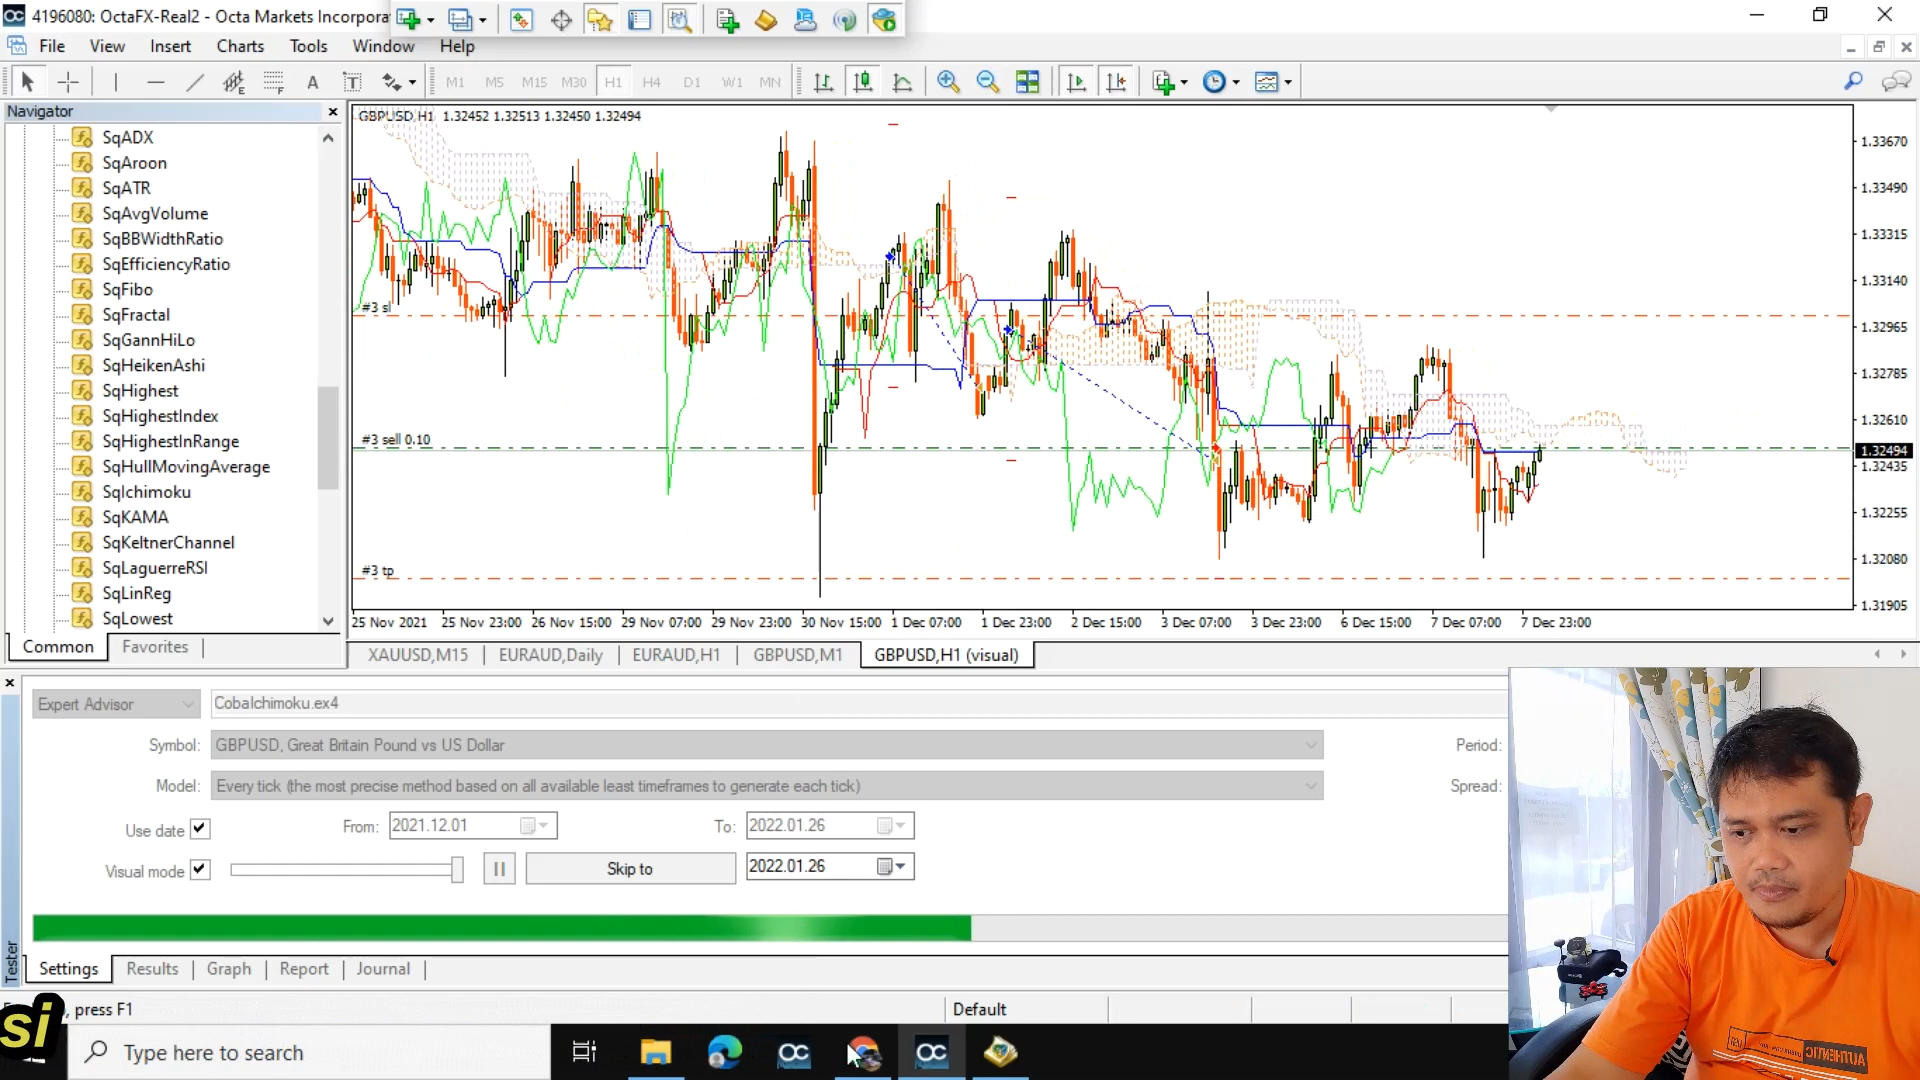 4196080: OctaFX-Real2 - Octa Markets Incorpora
File View Insert Charts Tools Window Help
M1 M5 M15 M30 H1 H4 D1 W1 MN
Navigator
SqADX
SqAroon
SqATR
SqAvgVolume
SqBBWidthRatio
SqEfficiencyRatio
SqFibo
SqFractal
SqGannHiLo
SqHeikenAshi
SqHighest
SqHighestIndex
SqHighestInRange
SqHullMovingAverage
SqIchimoku
SqKAMA
SqKeltnerChannel
SqLaguerreRSI
SqLinReg
SqLowest
Common Favorites
GBPUSD,H1 1.32452 1.32513 1.32450 1.32494
#3 sl
#3 sell 0.10
#3 tp
1.33670
1.33490
1.33315
1.33140
1.32965
1.32785
1.32610
1.32494
1.32435
1.32255
1.32080
1.31905
25 Nov 2021 25 Nov 23:00 26 Nov 15:00 29 Nov 07:00 29 Nov 23:00 30 Nov 15:00 1 Dec 07:00 1 Dec 23:00 2 Dec 15:00 3 Dec 07:00 3 Dec 23:00 6 Dec 15:00 7 Dec 07:00 7 Dec 23:00
XAUUSD,M15 EURAUD,Daily EURAUD,H1 GBPUSD,M1 GBPUSD,H1 (visual)
Expert Advisor CobaIchimoku.ex4
Symbol: GBPUSD, Great Britain Pound vs US Dollar Period:
Model: Every tick (the most precise method based on all available least timeframes to generate each tick) Spread:
Use date From: 2021.12.01 To: 2022.01.26
Visual mode Skip to 2022.01.26
Tester
Settings Results Graph Report Journal
si
, press F1 Default
Type here to search
AUTHENTIC